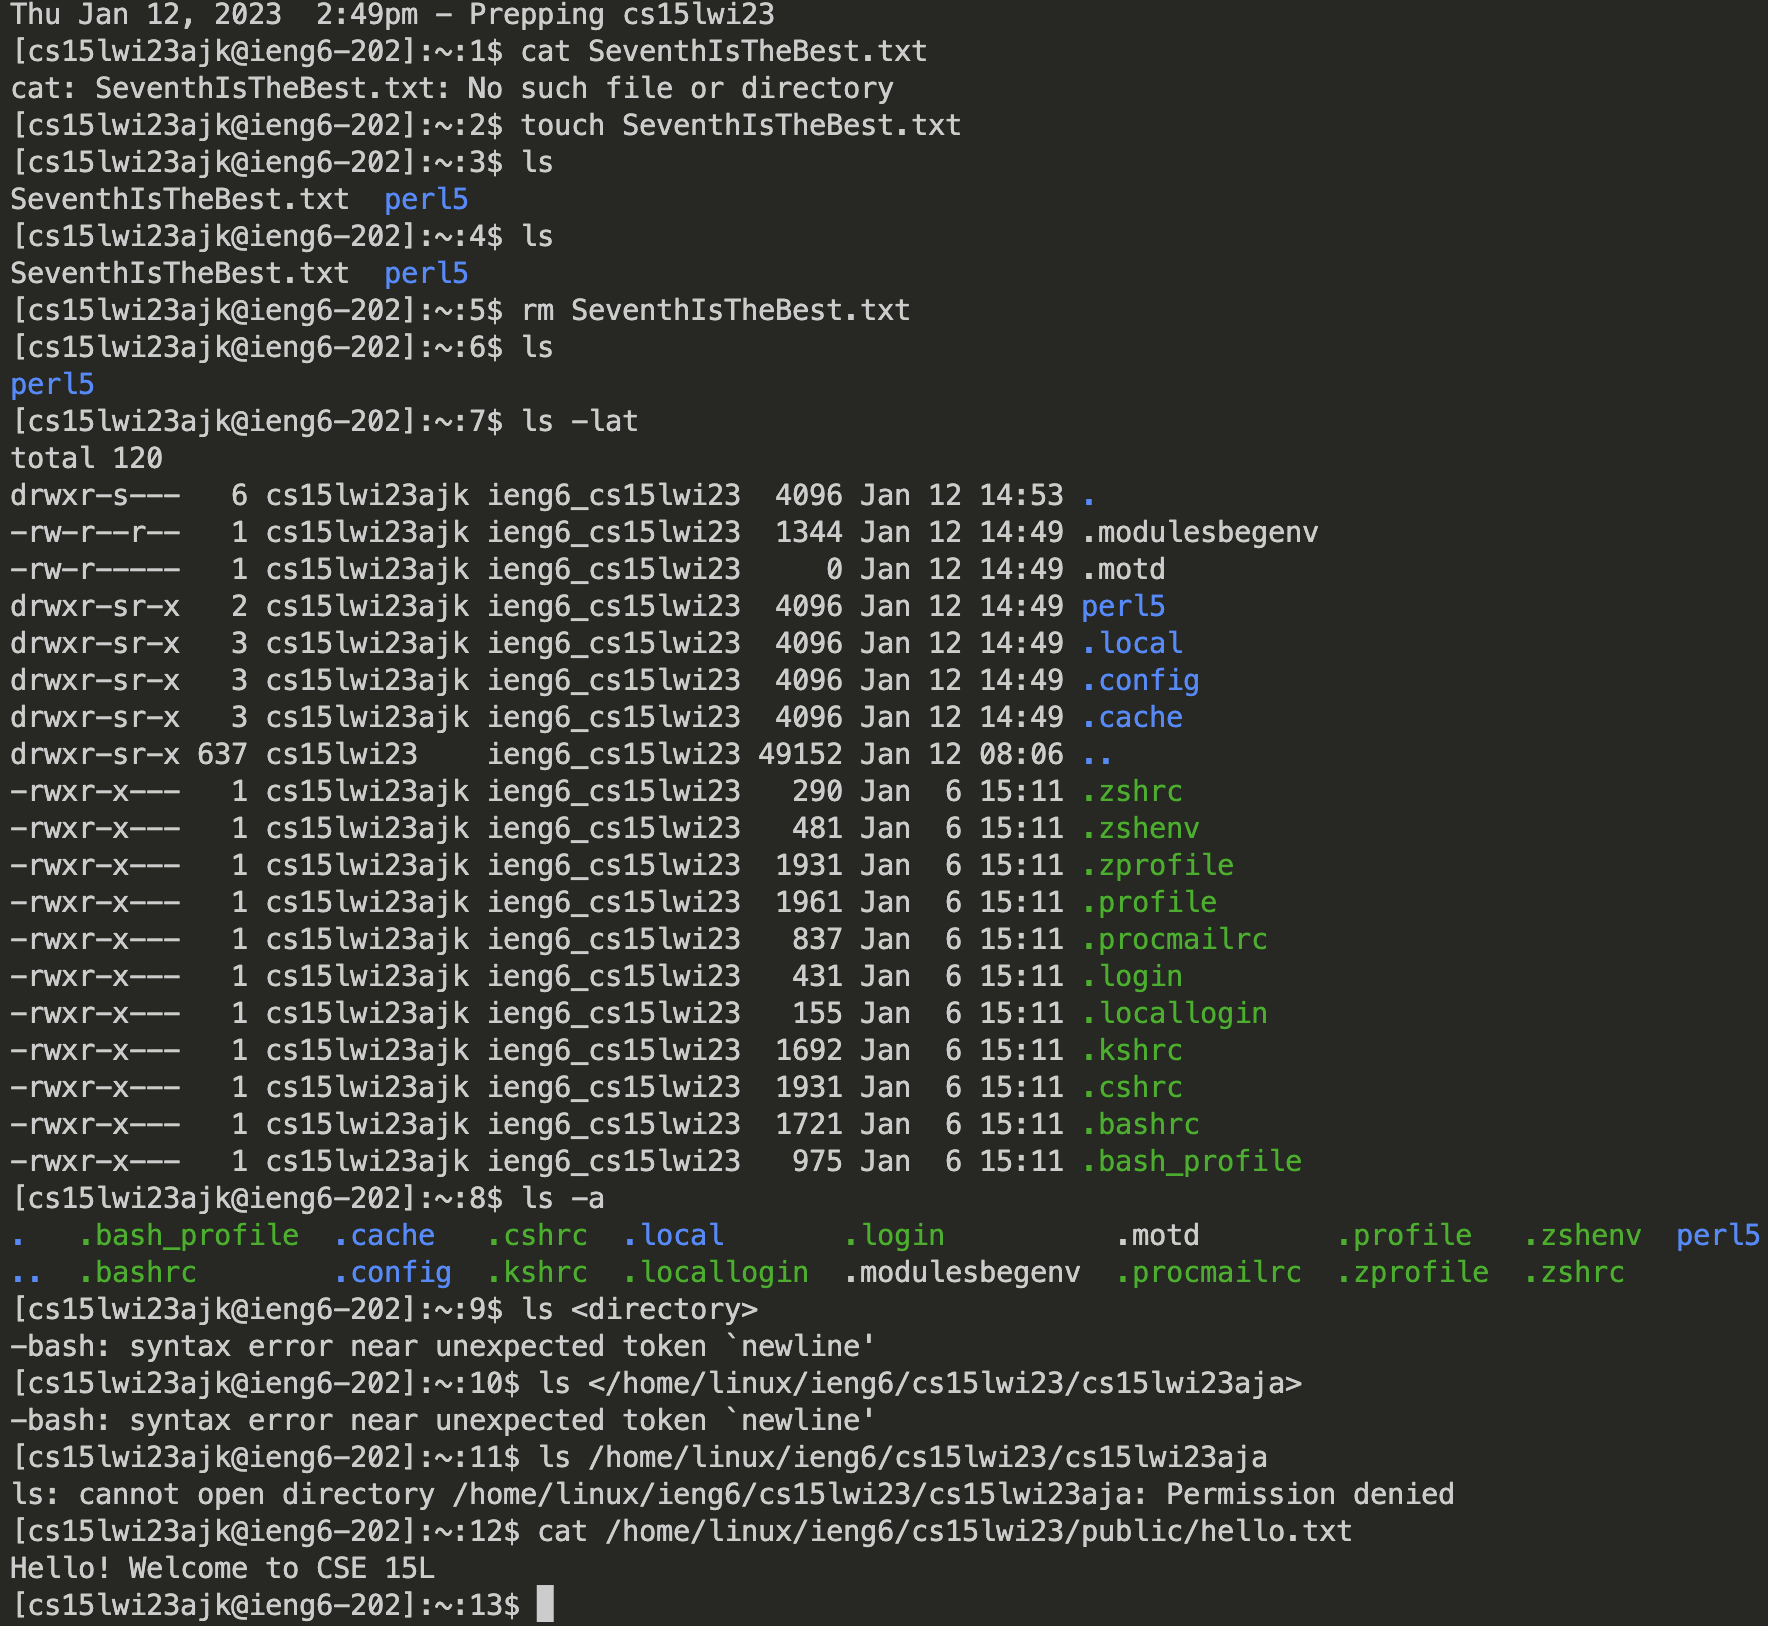 Thu Jan 12, 2023  2:49pm - Prepping cs15lwi23
[cs15lwi23ajk@ieng6-202]:~:1$ cat SeventhIsTheBest.txt
cat: SeventhIsTheBest.txt: No such file or directory
[cs15lwi23ajk@ieng6-202]:~:2$ touch SeventhIsTheBest.txt
[cs15lwi23ajk@ieng6-202]:~:3$ ls
SeventhIsTheBest.txt  perl5
[cs15lwi23ajk@ieng6-202]:~:4$ ls
SeventhIsTheBest.txt  perl5
[cs15lwi23ajk@ieng6-202]:~:5$ rm SeventhIsTheBest.txt
[cs15lwi23ajk@ieng6-202]:~:6$ ls
perl5
[cs15lwi23ajk@ieng6-202]:~:7$ ls -lat
total 120
drwxr-s---   6 cs15lwi23ajk ieng6_cs15lwi23  4096 Jan 12 14:53 .
-rw-r--r--   1 cs15lwi23ajk ieng6_cs15lwi23  1344 Jan 12 14:49 .modulesbegenv
-rw-r-----   1 cs15lwi23ajk ieng6_cs15lwi23     0 Jan 12 14:49 .motd
drwxr-sr-x   2 cs15lwi23ajk ieng6_cs15lwi23  4096 Jan 12 14:49 perl5
drwxr-sr-x   3 cs15lwi23ajk ieng6_cs15lwi23  4096 Jan 12 14:49 .local
drwxr-sr-x   3 cs15lwi23ajk ieng6_cs15lwi23  4096 Jan 12 14:49 .config
drwxr-sr-x   3 cs15lwi23ajk ieng6_cs15lwi23  4096 Jan 12 14:49 .cache
drwxr-sr-x 637 cs15lwi23    ieng6_cs15lwi23 49152 Jan 12 08:06 ..
-rwxr-x---   1 cs15lwi23ajk ieng6_cs15lwi23   290 Jan  6 15:11 .zshrc
-rwxr-x---   1 cs15lwi23ajk ieng6_cs15lwi23   481 Jan  6 15:11 .zshenv
-rwxr-x---   1 cs15lwi23ajk ieng6_cs15lwi23  1931 Jan  6 15:11 .zprofile
-rwxr-x---   1 cs15lwi23ajk ieng6_cs15lwi23  1961 Jan  6 15:11 .profile
-rwxr-x---   1 cs15lwi23ajk ieng6_cs15lwi23   837 Jan  6 15:11 .procmailrc
-rwxr-x---   1 cs15lwi23ajk ieng6_cs15lwi23   431 Jan  6 15:11 .login
-rwxr-x---   1 cs15lwi23ajk ieng6_cs15lwi23   155 Jan  6 15:11 .locallogin
-rwxr-x---   1 cs15lwi23ajk ieng6_cs15lwi23  1692 Jan  6 15:11 .kshrc
-rwxr-x---   1 cs15lwi23ajk ieng6_cs15lwi23  1931 Jan  6 15:11 .cshrc
-rwxr-x---   1 cs15lwi23ajk ieng6_cs15lwi23  1721 Jan  6 15:11 .bashrc
-rwxr-x---   1 cs15lwi23ajk ieng6_cs15lwi23   975 Jan  6 15:11 .bash_profile
[cs15lwi23ajk@ieng6-202]:~:8$ ls -a
.   .bash_profile  .cache   .cshrc  .local       .login          .motd        .profile   .zshenv  perl5
..  .bashrc        .config  .kshrc  .locallogin  .modulesbegenv  .procmailrc  .zprofile  .zshrc
[cs15lwi23ajk@ieng6-202]:~:9$ ls <directory>
-bash: syntax error near unexpected token `newline'
[cs15lwi23ajk@ieng6-202]:~:10$ ls </home/linux/ieng6/cs15lwi23/cs15lwi23aja>
-bash: syntax error near unexpected token `newline'
[cs15lwi23ajk@ieng6-202]:~:11$ ls /home/linux/ieng6/cs15lwi23/cs15lwi23aja
ls: cannot open directory /home/linux/ieng6/cs15lwi23/cs15lwi23aja: Permission denied
[cs15lwi23ajk@ieng6-202]:~:12$ cat /home/linux/ieng6/cs15lwi23/public/hello.txt
Hello! Welcome to CSE 15L
[cs15lwi23ajk@ieng6-202]:~:13$